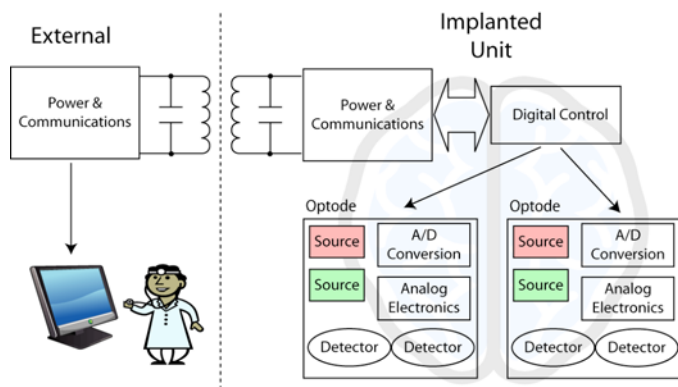 External
Implanted
Unit
Power &
Communications
Power &
Communications
Digital Control
Optode
Source
Source
A/D
Conversion
Analog
Electronics
Detector
Detector
Optode
Source
Source
A/D
Conversion
Analog
Electronics
Detector
Detector